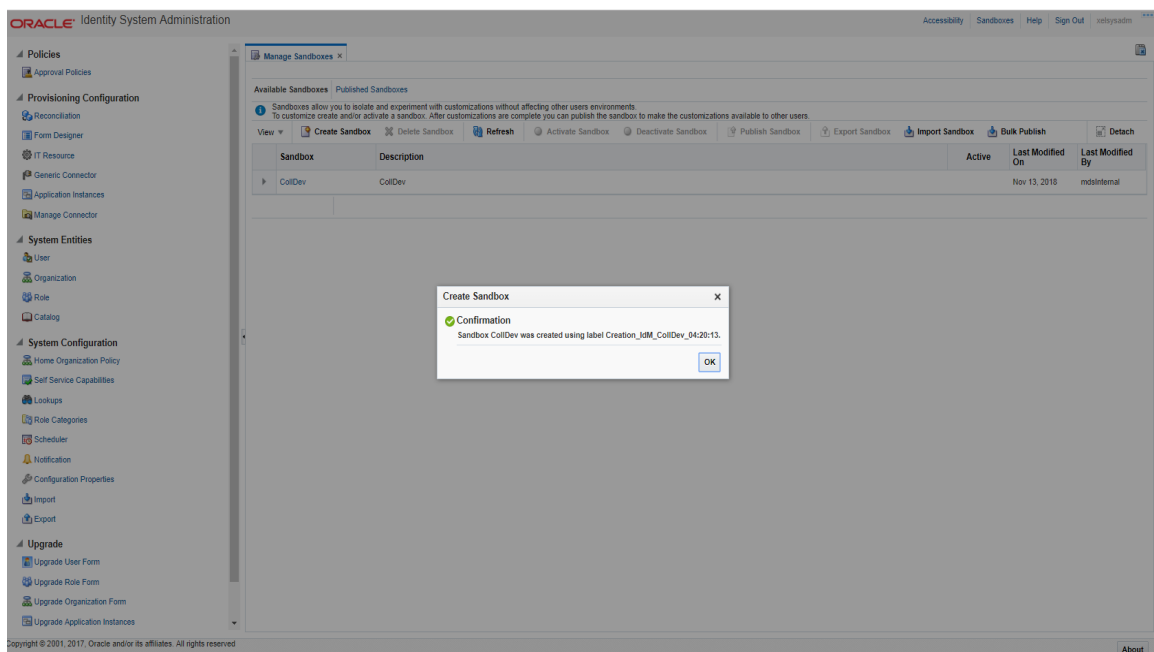 ORACLE Identity System Administration
Accessibility Sandboxes Help Sign Out xelsysadm
Policies
Approval Policies
Provisioning Configuration
Reconciliation
Form Designer
IT Resource
Generic Connector
Application Instances
Manage Connector
System Entities
User
Organization
Role
Catalog
System Configuration
Home Organization Policy
Self Service Capabilities
Lookups
Role Categories
Scheduler
Notification
Configuration Properties
Import
Export
Upgrade
Upgrade User Form
Upgrade Role Form
Upgrade Organization Form
Upgrade Application Instances
Manage Sandboxes ×
Available Sandboxes Published Sandboxes
Sandboxes allow you to isolate and experiment with customizations without affecting other users environments.
To customize create and/or activate a sandbox. After customizations are complete you can publish the sandbox to make the customizations available to other users.
View Create Sandbox Delete Sandbox Refresh Activate Sandbox Deactivate Sandbox Publish Sandbox Export Sandbox Import Sandbox Bulk Publish Detach
Sandbox Description Active Last Modified On Last Modified By
CollDev CollDev Nov 13, 2018 mdsInternal
Create Sandbox ×
Confirmation
Sandbox CollDev was created using label Creation_IdM_CollDev_04:20:13.
OK
Copyright © 2001, 2017, Oracle and/or its affiliates. All rights reserved
About